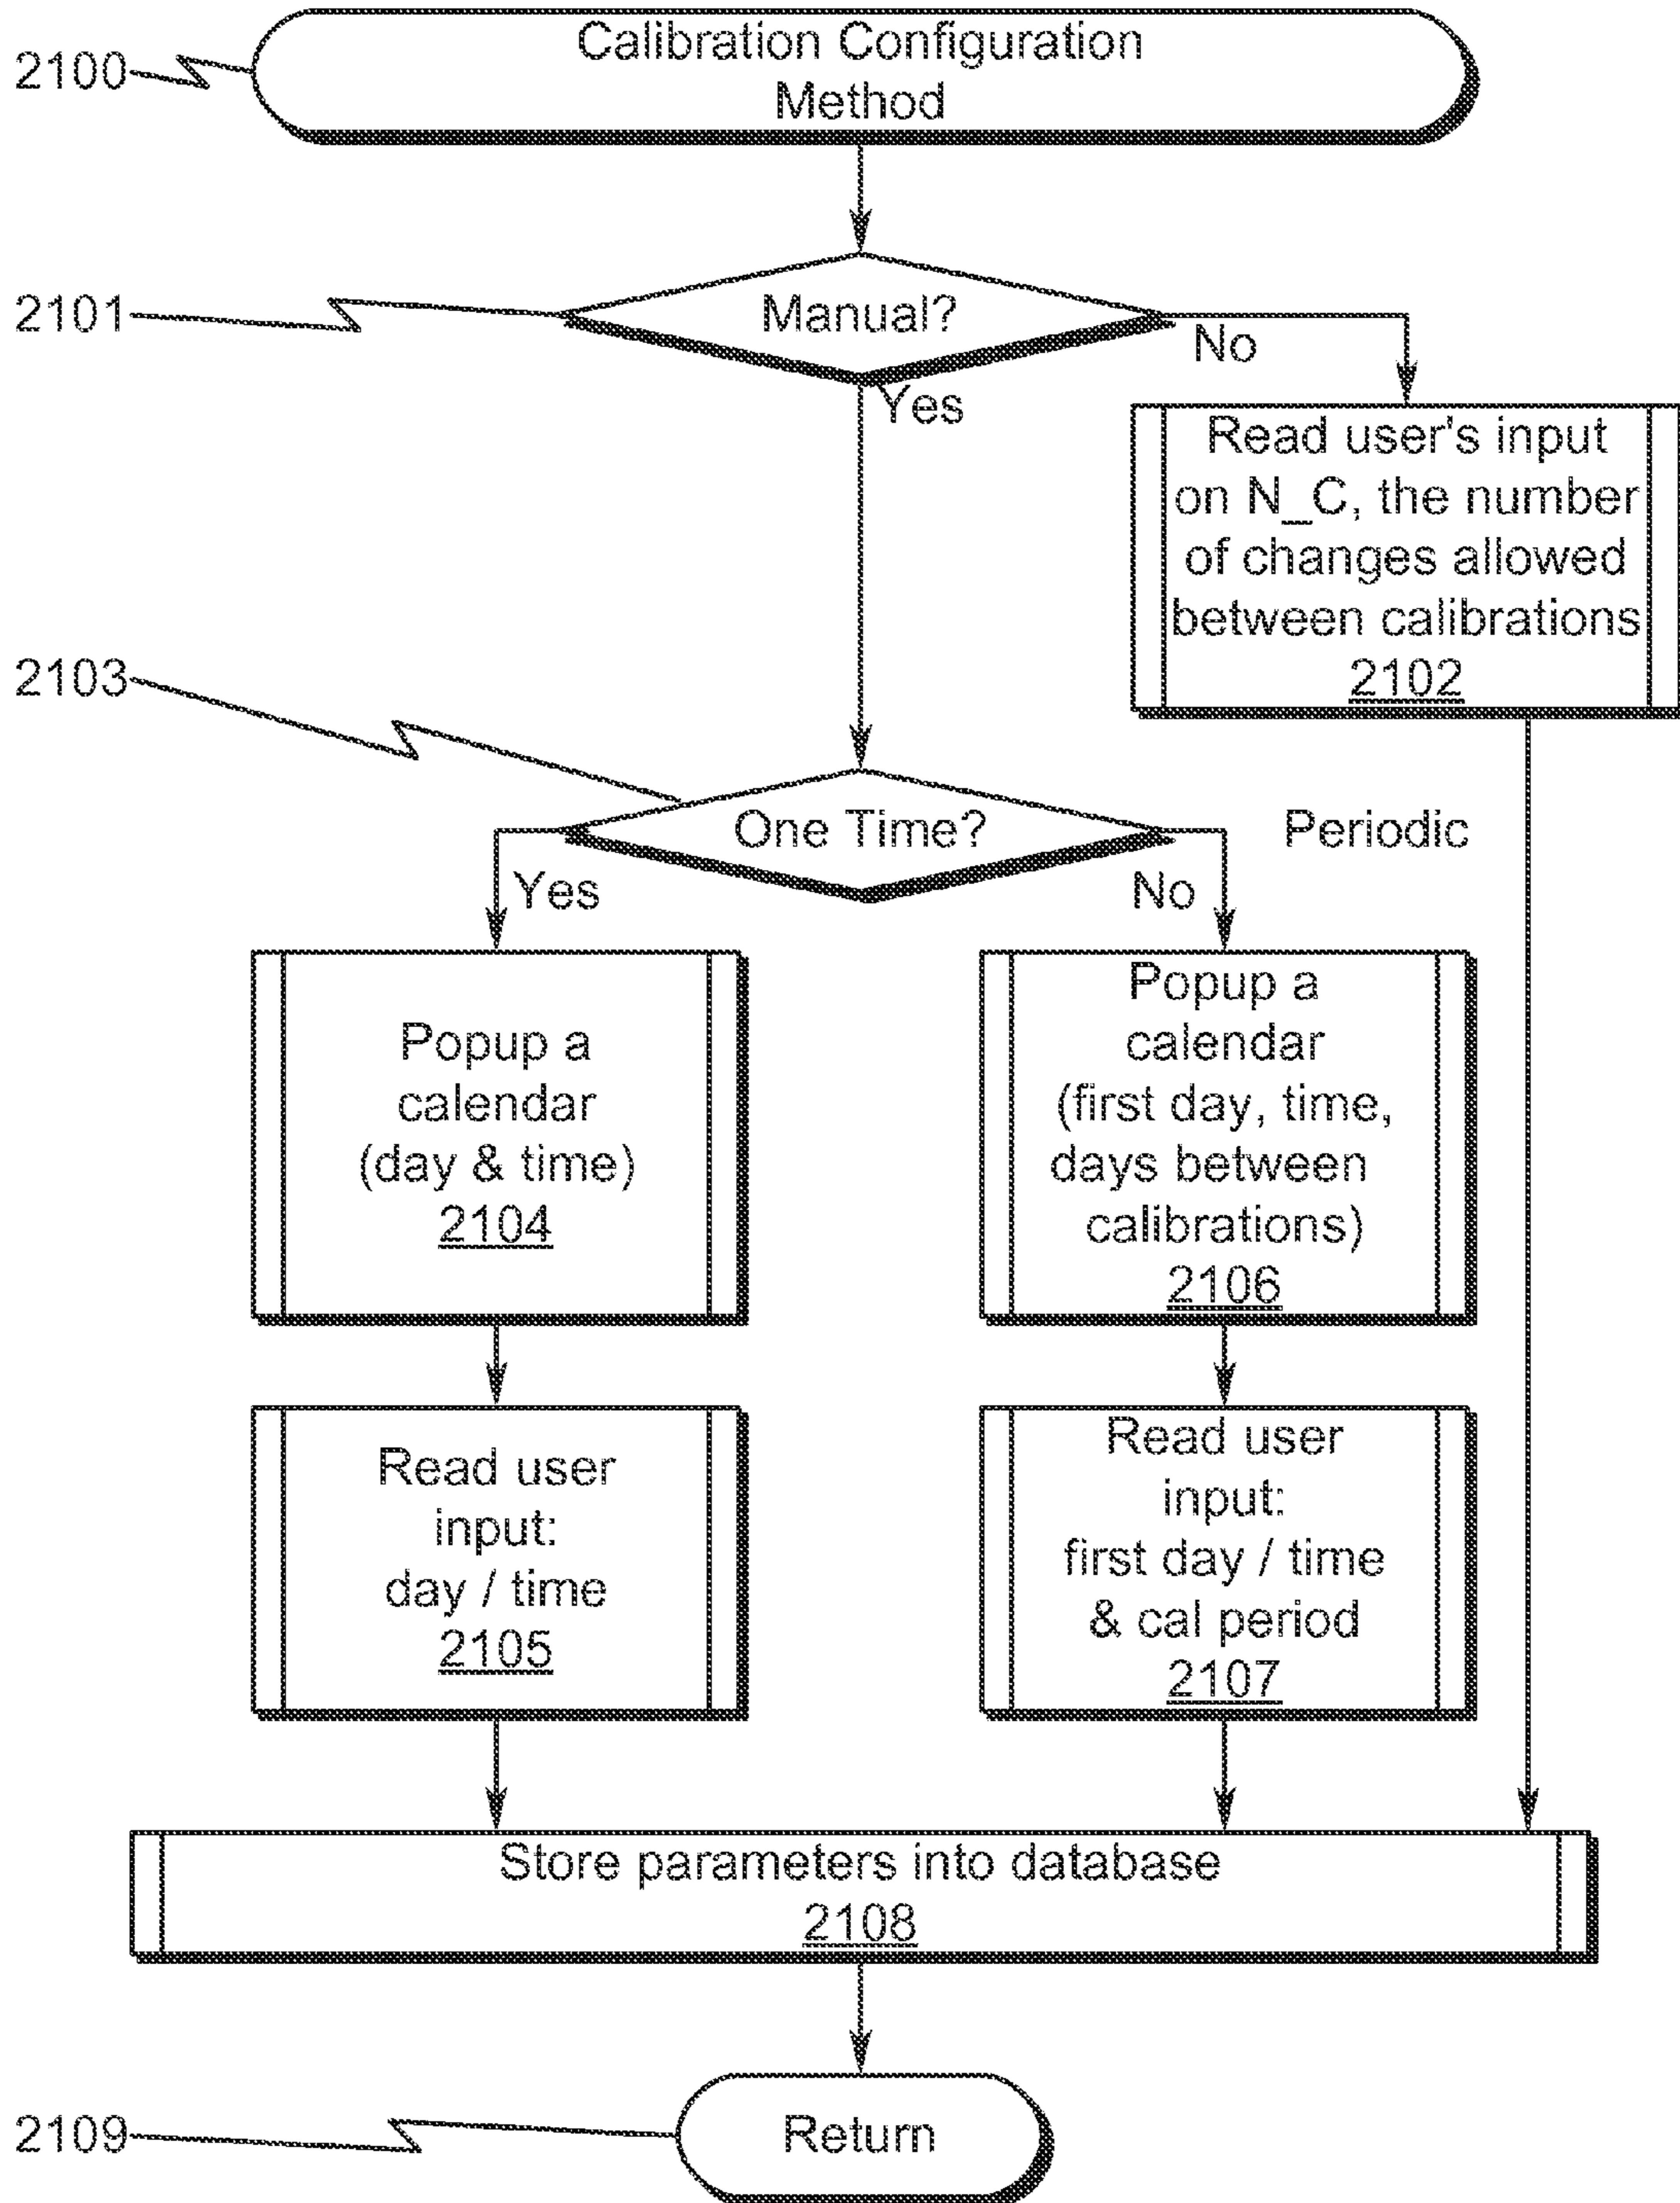 2100
Calibration Configuration
Method
2101
Manual?
No
Yes
Read user's input
on N_C, the number
of changes allowed
between calibrations
2102
2103
One Time?
Periodic
Yes
No
Popup a
calendar
(day & time)
2104
Popup a
calendar
(first day, time,
days between
calibrations)
2106
Read user
input:
day / time
2105
Read user
input:
first day / time
& cal period
2107
Store parameters into database
2108
2109
Return